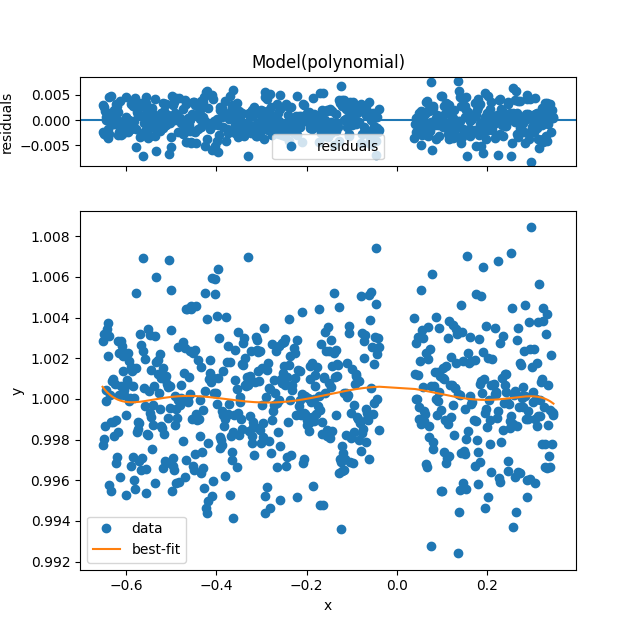 Model(polynomial)
residuals
0.005
0.000
−0.005
residuals
y
1.008
1.006
1.004
1.002
1.000
0.998
0.996
0.994
0.992
data
best-fit
−0.6
−0.4
−0.2
0.0
0.2
x